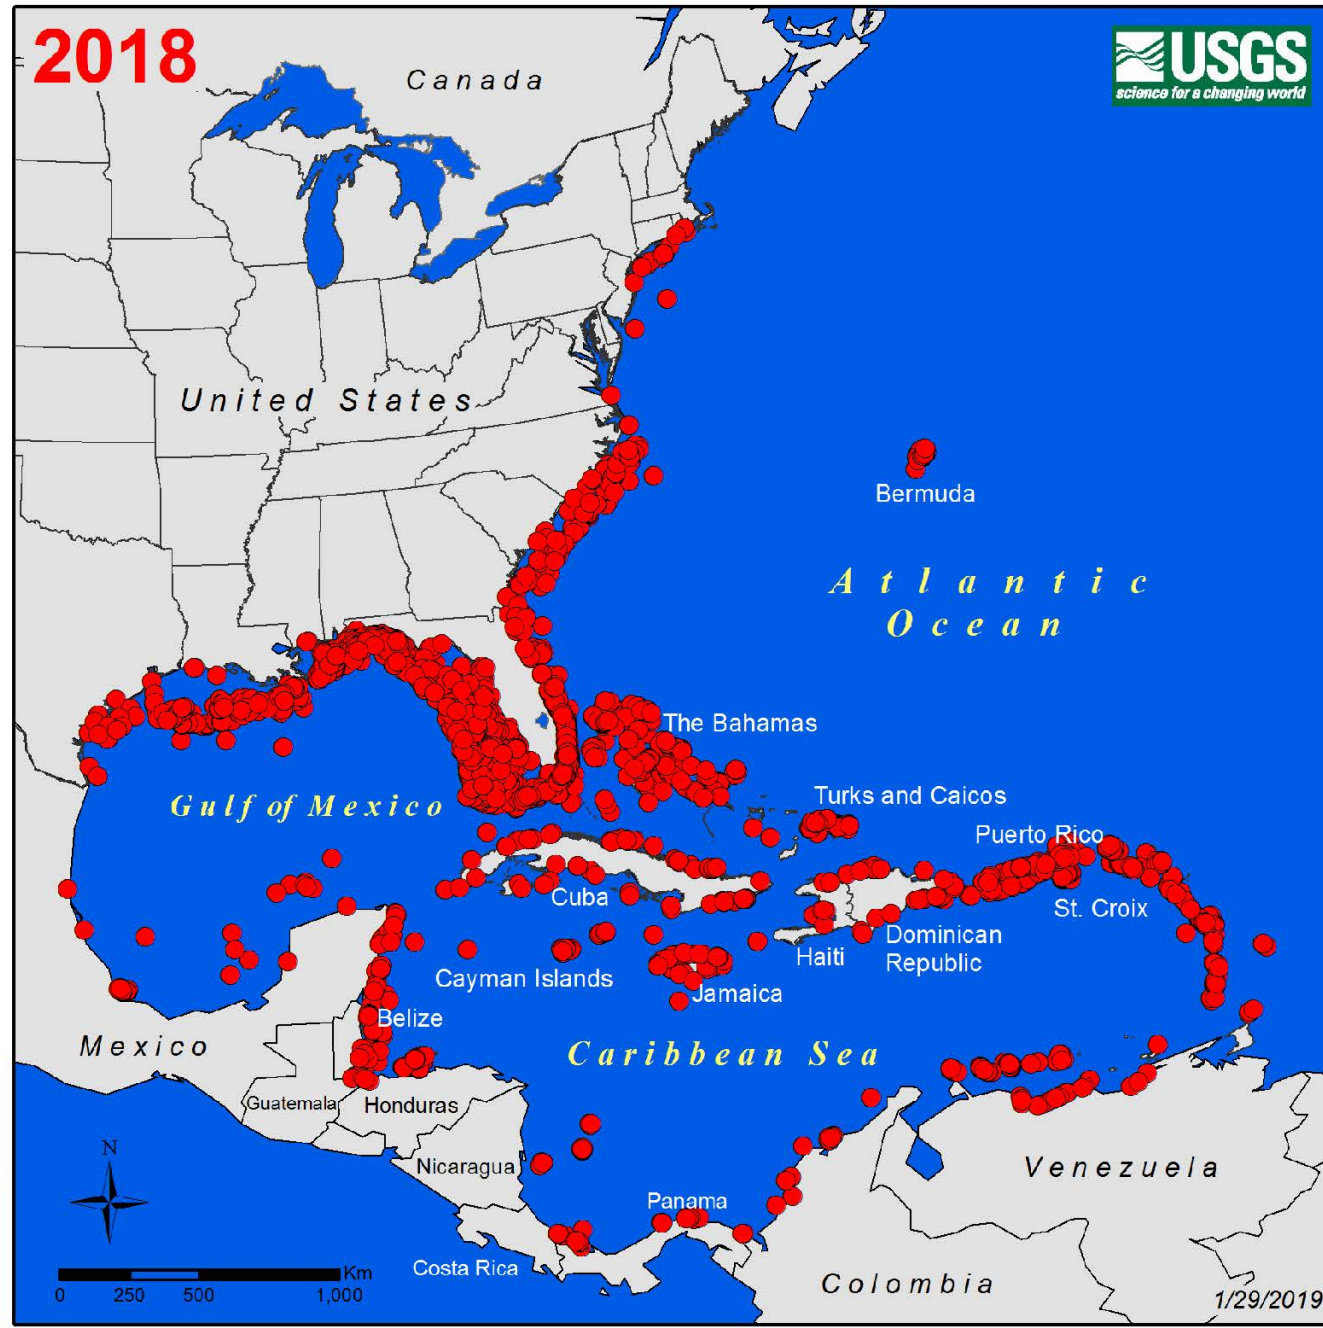 2018
USGS
science for a changing world
Canada
United States
Bermuda
Atlantic
Ocean
The Bahamas
Gulf of Mexico
Turks and Caicos
Puerto Rico
Cuba
St. Croix
Haiti
Dominican
Republic
Cayman Islands
Jamaica
Belize
Mexico
Caribbean Sea
Guatemala
Honduras
N
Nicaragua
Venezuela
Panama
Costa Rica
Colombia
Km
0 250 500 1,000
1/29/2019